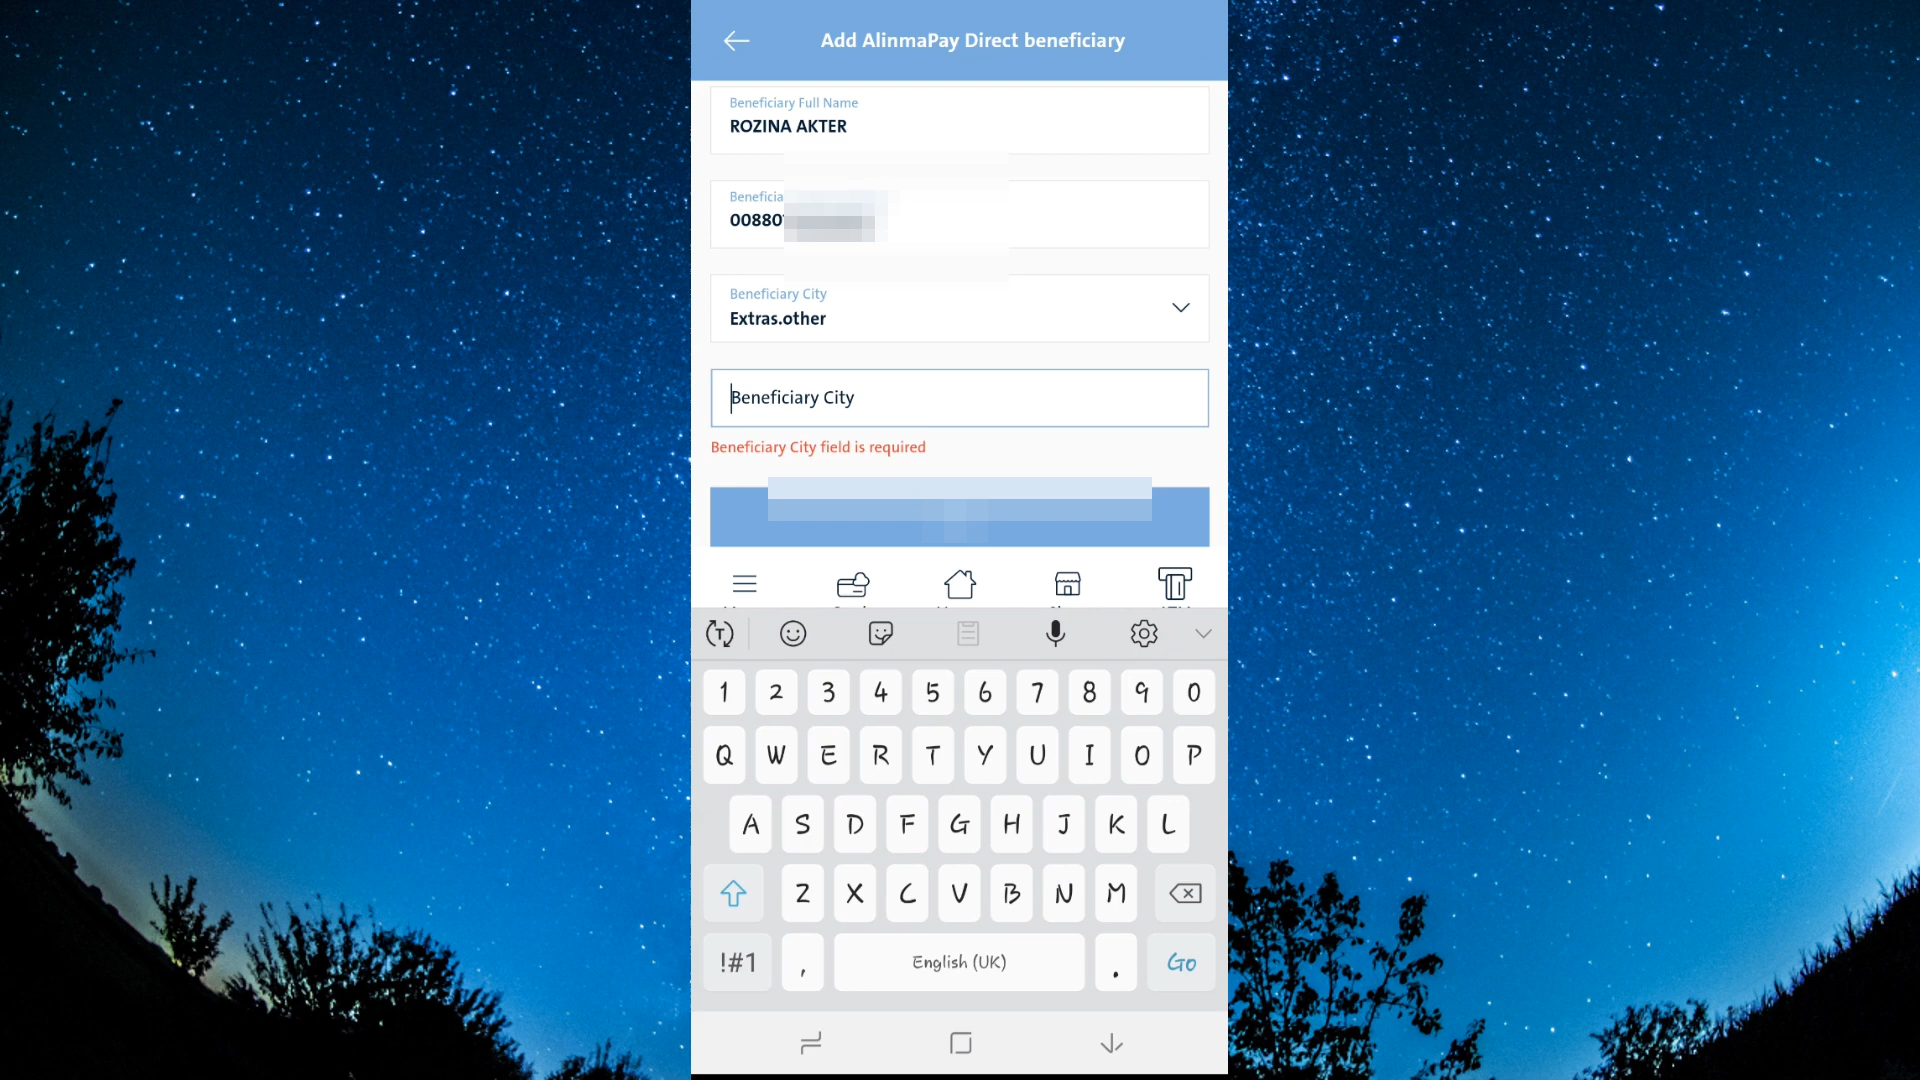 Add AlinmaPay Direct beneficiary
Beneficiary Full Name
ROZINA AKTER
00880
Beneficiary City
Extras.other
Beneficiary City
Beneficiary City field is required
1 2 3 4 5 6 7 8 9 0
Q W E R T Y U I O P
A S D F G H J K L
Z X C V B N M
!#1 , English (UK) . Go